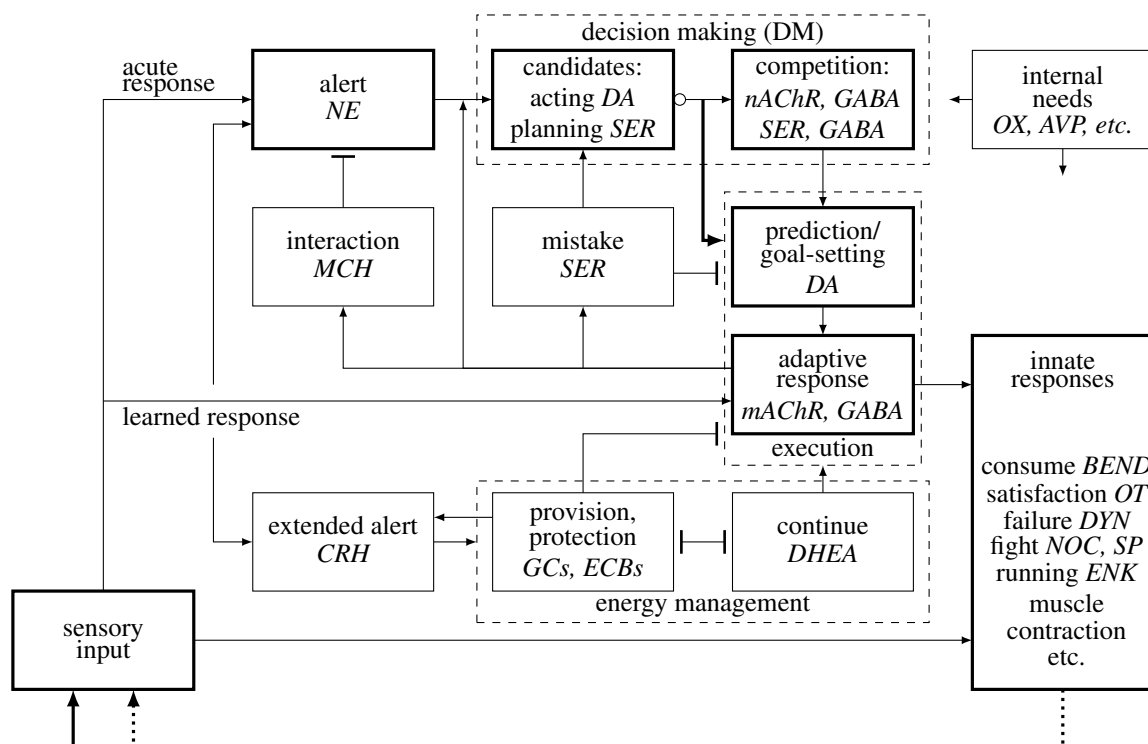 decision making (DM)
acute
response
alert
NE
candidates:
acting DA
planning SER
competition:
nAChR, GABA
SER, GABA
internal
needs
OX, AVP, etc.
interaction
MCH
mistake
SER
prediction/
goal-setting
DA
adaptive
response
mAChR, GABA
execution
innate
responses
consume BEND
satisfaction OT
failure DYN
fight NOC, SP
running ENK
muscle
contraction
etc.
learned response
extended alert
CRH
provision,
protection
GCs, ECBs
continue
DHEA
energy management
sensory
input